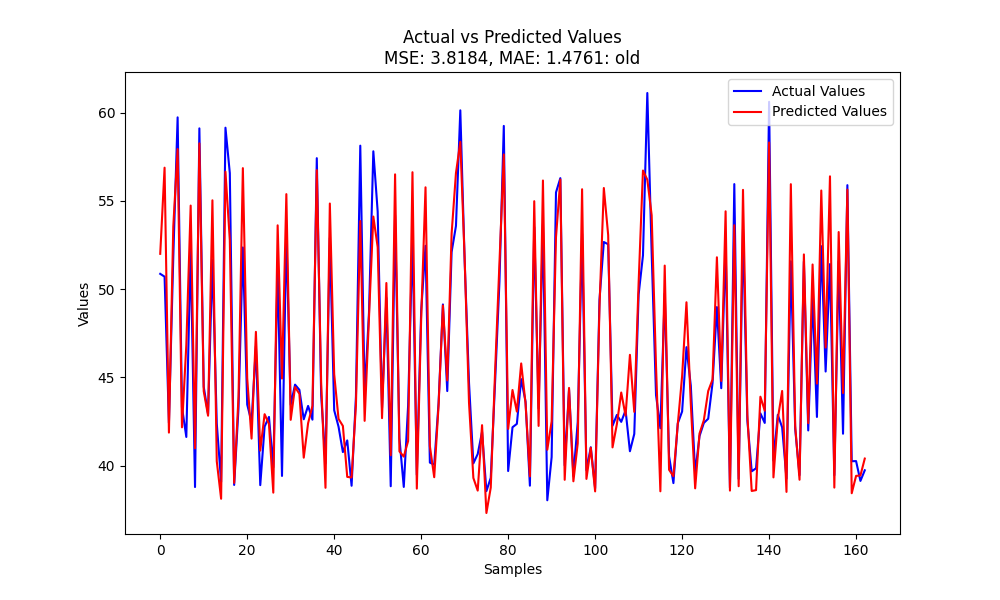 Actual vs Predicted Values
MSE: 3.8184, MAE: 1.4761: old
Actual Values
Predicted Values
60
55
50
45
40
Values
0
20
40
60
80
100
120
140
160
Samples